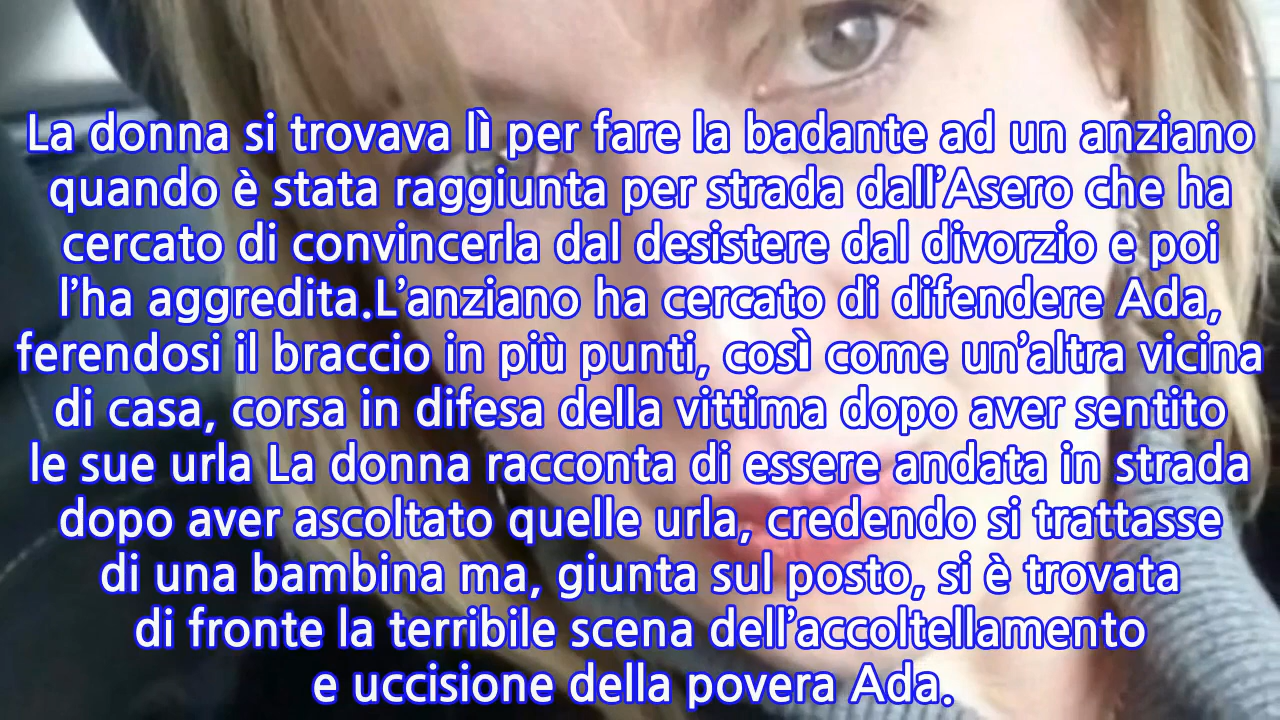 La donna si trovava lì per fare la badante ad un anziano
quando è stata raggiunta per strada dall'Asero che ha
cercato di convincerla dal desistere dal divorzio e poi
l'ha aggredita.L'anziano ha cercato di difendere Ada,
ferendosi il braccio in più punti, così come un'altra vicina
di casa, corsa in difesa della vittima dopo aver sentito
le sue urla La donna racconta di essere andata in strada
dopo aver ascoltato quelle urla, credendo si trattasse
di una bambina ma, giunta sul posto, si è trovata
di fronte la terribile scena dell'accoltellamento
e uccisione della povera Ada.